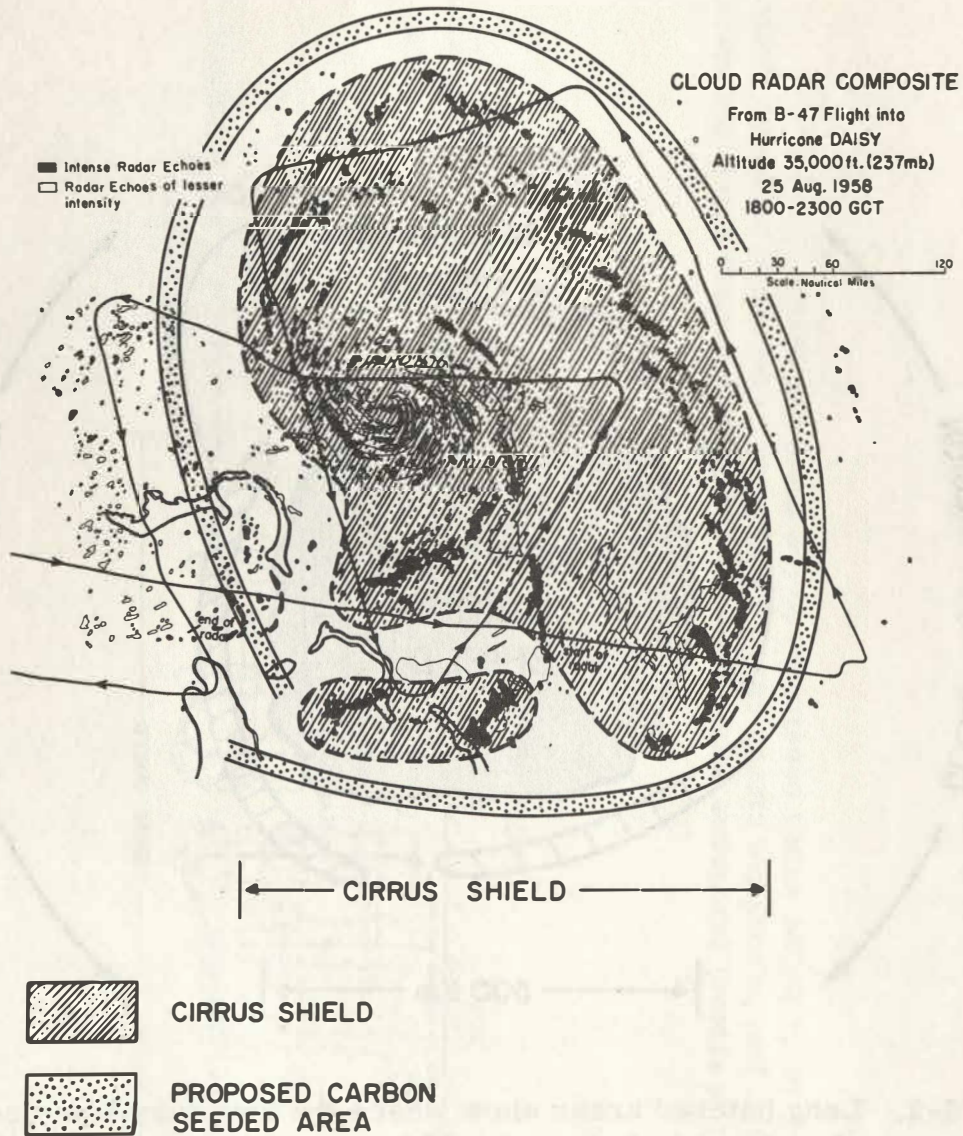 CLOUD RADAR COMPOSITE
From B-47 Flight into
Hurricane DAISY
Altitude 35,000 ft. (237mb)
25 Aug. 1958
1800-2300 GCT
Intense Radar Echoes
Radar Echoes of lesser
intensity
0 30 60 120
Scale-Nautical Miles
end of
radar
start of
radar
CIRRUS SHIELD
CIRRUS SHIELD
PROPOSED CARBON
SEEDED AREA